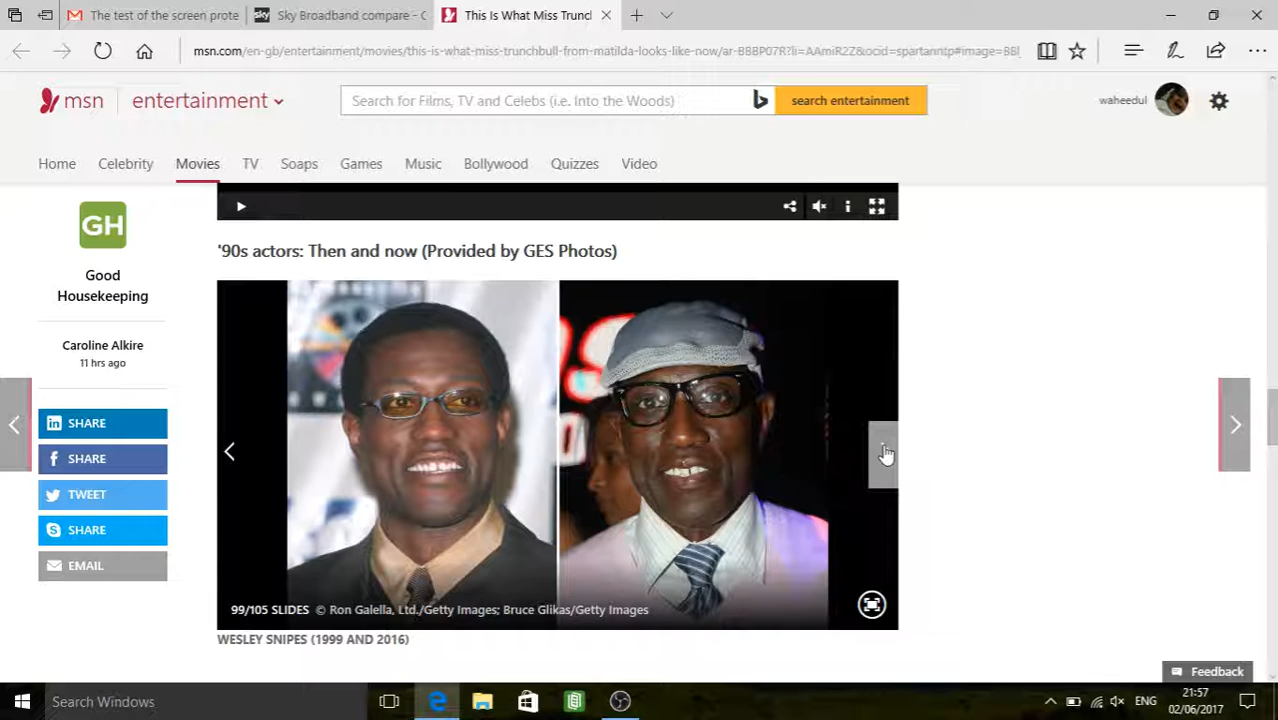 The test of the screen prote
Sky Broadband compare - C
This Is What Miss Trunch
msn.com/en-gb/entertainment/movies/this-is-what-miss-trunchbull-from-matilda-looks-like-now/ar-BBBP07R?li=AAmiR2Z&ocid=spartanntp#image=BBl
msn
entertainment
Search for Films, TV and Celebs (i.e. Into the Woods)
search entertainment
waheedul
Home
Celebrity
Movies
TV
Soaps
Games
Music
Bollywood
Quizzes
Video
GH
Good
Housekeeping
Caroline Alkire
11 hrs ago
SHARE
SHARE
TWEET
SHARE
EMAIL
'90s actors: Then and now (Provided by GES Photos)
99/105 SLIDES © Ron Galella, Ltd./Getty Images; Bruce Glikas/Getty Images
WESLEY SNIPES (1999 AND 2016)
Feedback
Search Windows
ENG
21:57
02/06/2017